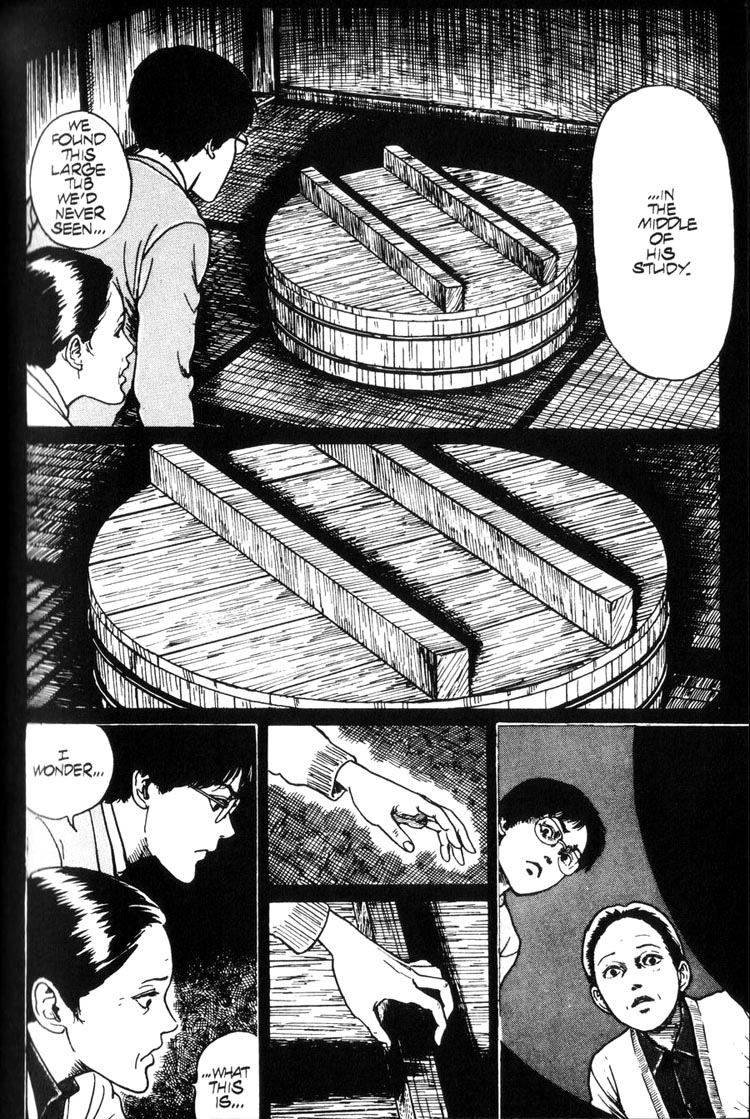 WE
FOUND
THIS
LARGE
TUB
WE'D
NEVER
SEEN...
...IN
THE
MIDDLE
OF
HIS
STUDY.
I
WONDER...
...WHAT
THIS
IS...